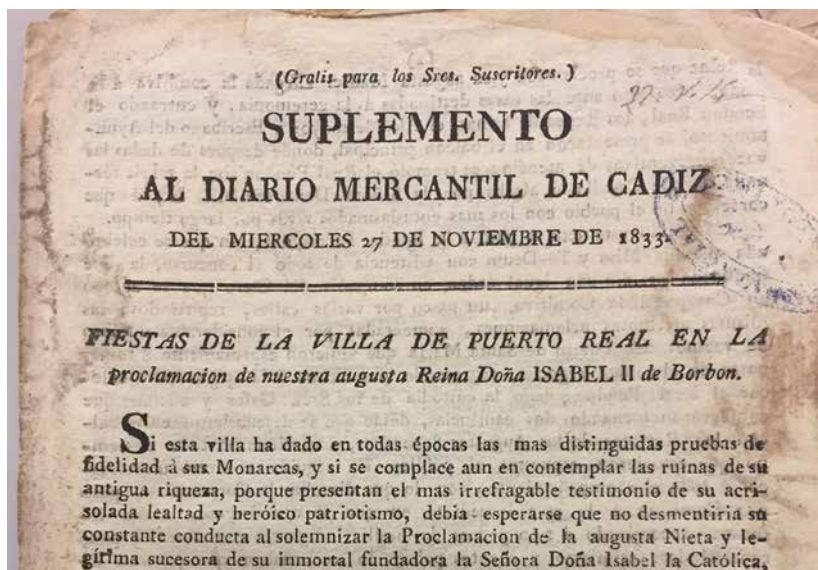 (Gratis para los Sres. Suscritores.)
SUPLEMENTO
AL DIARIO MERCANTIL DE CADIZ
DEL MIERCOLES 27 DE NOVIEMBRE DE 1833.
FIESTAS DE LA VILLA DE PUERTO REAL EN LA
proclamacion de nuestra augusta Reina Doña ISABEL II de Borbon.
Si esta villa ha dado en todas épocas las mas distinguidas pruebas de
fidelidad à sus Monarcas, y si se complace aun en contemplar las ruinas de su
antigua riqueza, porque presentan el mas irrefragable testimonio de su acri-
solada lealtad y heróico patriotismo, debia esperarse que no desmentiria su
constante conducta al solemnizar la Proclamacion de la augusta Nieta y le-
gítima sucesora de su inmortal fundadora la Señora Doña Isabel la Católica,